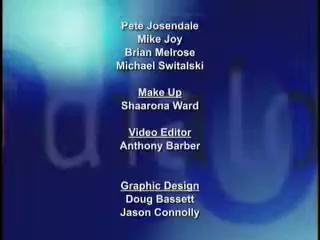 Pete Josendale
Mike Joy
Brian Melrose
Michael Switalski
Make Up
Shaarona Ward
Video Editor
Anthony Barber
Graphic Design
Doug Bassett
Jason Connolly